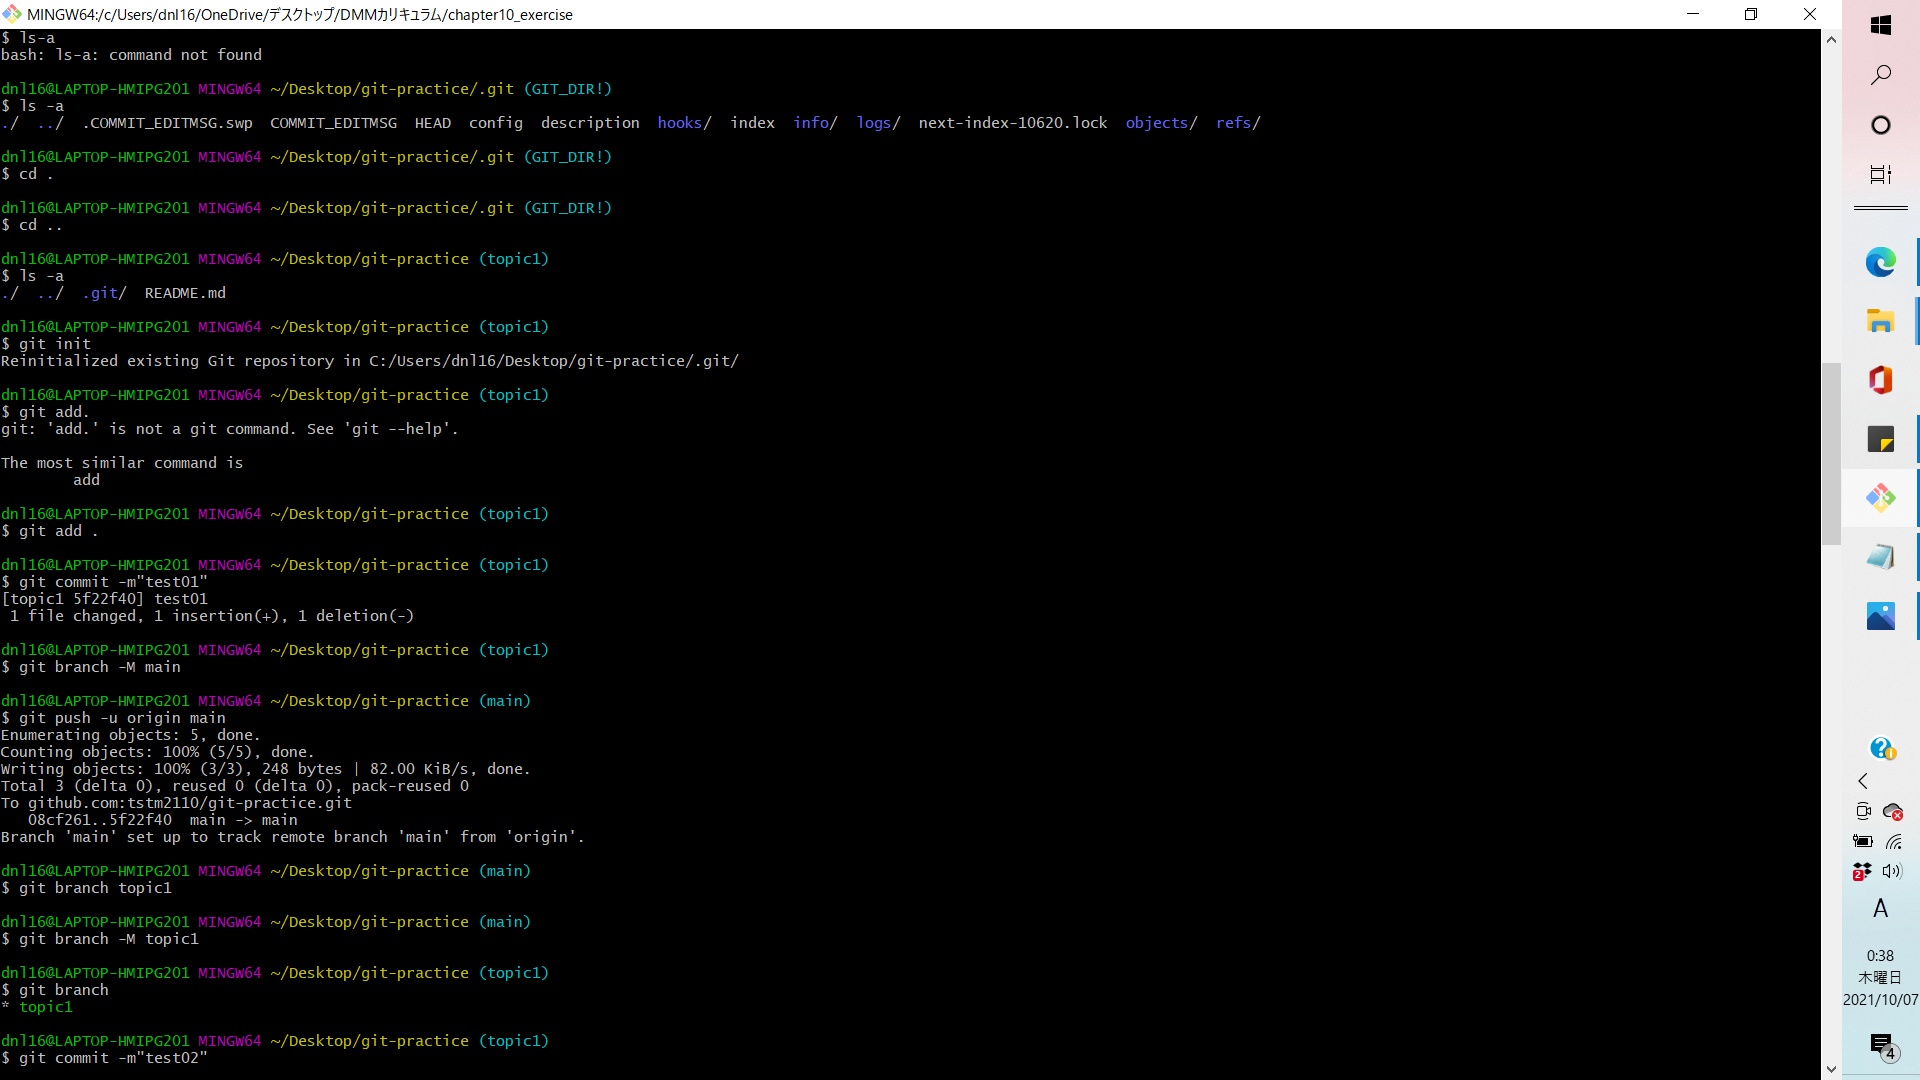 MINGW64:/c/Users/dnl16/OneDrive/デスクトップ/DMMカリキュラム/chapter10_exercise
$ ls-a
bash: ls-a: command not found
dnl16@LAPTOP-HMIPG201 MINGW64 ~/Desktop/git-practice/.git (GIT_DIR!)
$ ls -a
./  ../  .COMMIT_EDITMSG.swp  COMMIT_EDITMSG  HEAD  config  description  hooks/  index  info/  logs/  next-index-10620.lock  objects/  refs/
dnl16@LAPTOP-HMIPG201 MINGW64 ~/Desktop/git-practice/.git (GIT_DIR!)
$ cd .
dnl16@LAPTOP-HMIPG201 MINGW64 ~/Desktop/git-practice/.git (GIT_DIR!)
$ cd ..
dnl16@LAPTOP-HMIPG201 MINGW64 ~/Desktop/git-practice (topic1)
$ ls -a
./  ../  .git/  README.md
dnl16@LAPTOP-HMIPG201 MINGW64 ~/Desktop/git-practice (topic1)
$ git init
Reinitialized existing Git repository in C:/Users/dnl16/Desktop/git-practice/.git/
dnl16@LAPTOP-HMIPG201 MINGW64 ~/Desktop/git-practice (topic1)
$ git add.
git: 'add.' is not a git command. See 'git --help'.
The most similar command is
        add
dnl16@LAPTOP-HMIPG201 MINGW64 ~/Desktop/git-practice (topic1)
$ git add .
dnl16@LAPTOP-HMIPG201 MINGW64 ~/Desktop/git-practice (topic1)
$ git commit -m"test01"
[topic1 5f22f40] test01
 1 file changed, 1 insertion(+), 1 deletion(-)
dnl16@LAPTOP-HMIPG201 MINGW64 ~/Desktop/git-practice (topic1)
$ git branch -M main
dnl16@LAPTOP-HMIPG201 MINGW64 ~/Desktop/git-practice (main)
$ git push -u origin main
Enumerating objects: 5, done.
Counting objects: 100% (5/5), done.
Writing objects: 100% (3/3), 248 bytes | 82.00 KiB/s, done.
Total 3 (delta 0), reused 0 (delta 0), pack-reused 0
To github.com:tstm2110/git-practice.git
   08cf261..5f22f40  main -> main
Branch 'main' set up to track remote branch 'main' from 'origin'.
dnl16@LAPTOP-HMIPG201 MINGW64 ~/Desktop/git-practice (main)
$ git branch topic1
dnl16@LAPTOP-HMIPG201 MINGW64 ~/Desktop/git-practice (main)
$ git branch -M topic1
dnl16@LAPTOP-HMIPG201 MINGW64 ~/Desktop/git-practice (topic1)
$ git branch
* topic1
dnl16@LAPTOP-HMIPG201 MINGW64 ~/Desktop/git-practice (topic1)
$ git commit -m"test02"
2
A
0:38
木曜日
2021/10/07
4